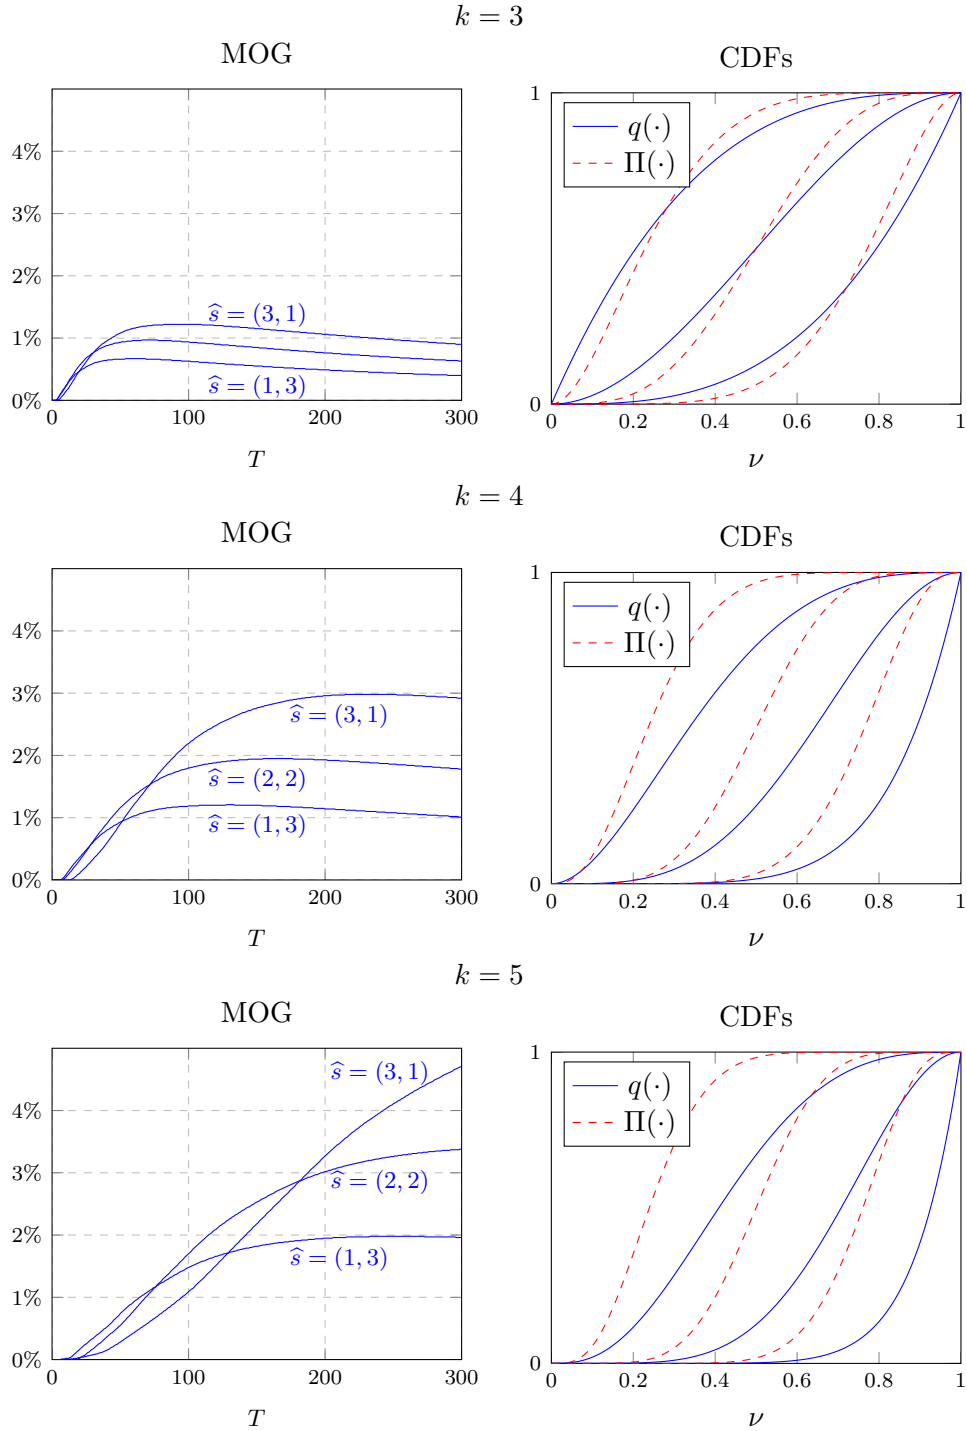 k = 3
MOG
4%
3%
2%
1%
0%
ŝ = (3, 1)
ŝ = (1, 3)
0 100 200 300
T
CDFs
1
0
q(·)
Π(·)
0 0.2 0.4 0.6 0.8 1
ν
k = 4
MOG
4%
3%
2%
1%
0%
ŝ = (3, 1)
ŝ = (2, 2)
ŝ = (1, 3)
0 100 200 300
T
CDFs
1
0
q(·)
Π(·)
0 0.2 0.4 0.6 0.8 1
ν
k = 5
MOG
4%
3%
2%
1%
0%
ŝ = (3, 1)
ŝ = (2, 2)
ŝ = (1, 3)
0 100 200 300
T
CDFs
1
0
q(·)
Π(·)
0 0.2 0.4 0.6 0.8 1
ν